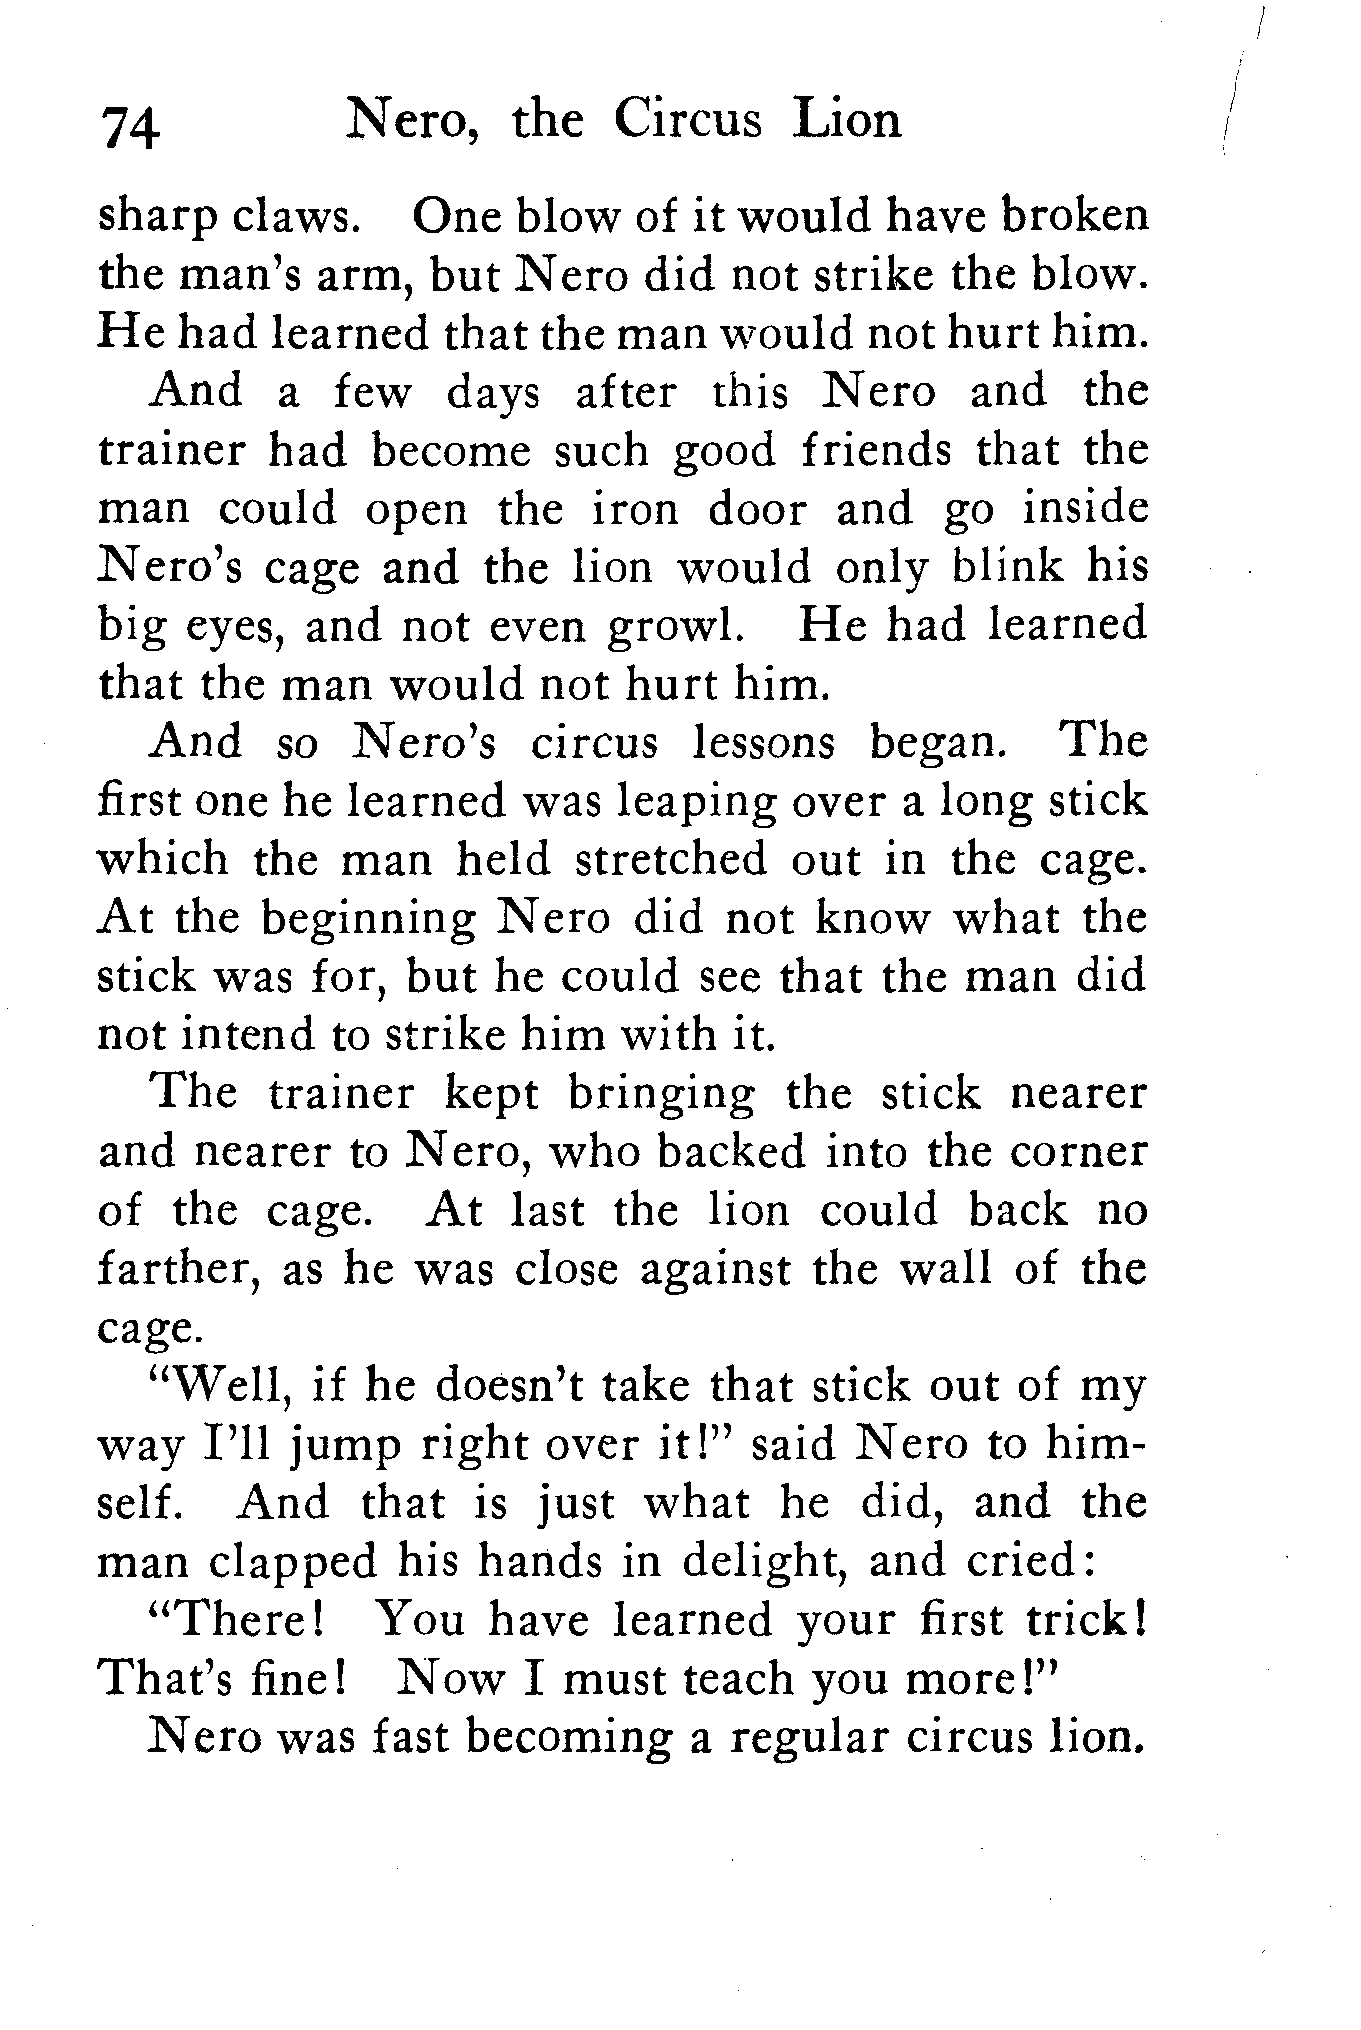 74 Nero, the Circus Lion
sharp claws. One blow of it would have broken
the man's arm, but Nero did not strike the blow.
He had learned that the man would not hurt him.
And a few days after this Nero and the
trainer had become such good friends that the
man could open the iron door and go inside
Nero's cage and the lion would only blink his
big eyes, and not even growl. He had learned
that the man would not hurt him.
And so Nero's circus lessons began. The
first one he learned was leaping over a long stick
which the man held stretched out in the cage.
At the beginning Nero did not know what the
stick was for, but he could see that the man did
not intend to strike him with it.
The trainer kept bringing the stick nearer
and nearer to Nero, who backed into the corner
of the cage. At last the lion could back no
farther, as he was close against the wall of the
cage.
"Well, if he doesn't take that stick out of my
way I'll jump right over it!" said Nero to him-
self. And that is just what he did, and the
man clapped his hands in delight, and cried:
"There! You have learned your first trick!
That's fine! Now I must teach you more!"
Nero was fast becoming a regular circus lion.